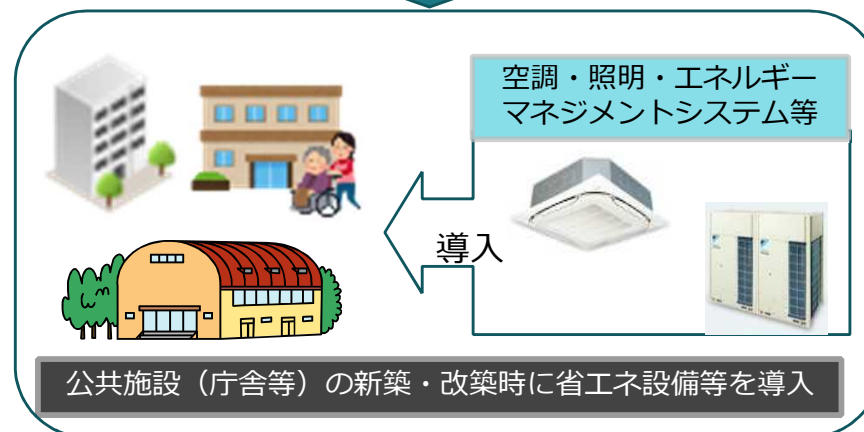 空調・照明・エネルギー
マネジメントシステム等
導入
公共施設（庁舎等）の新築・改築時に省エネ設備等を導入